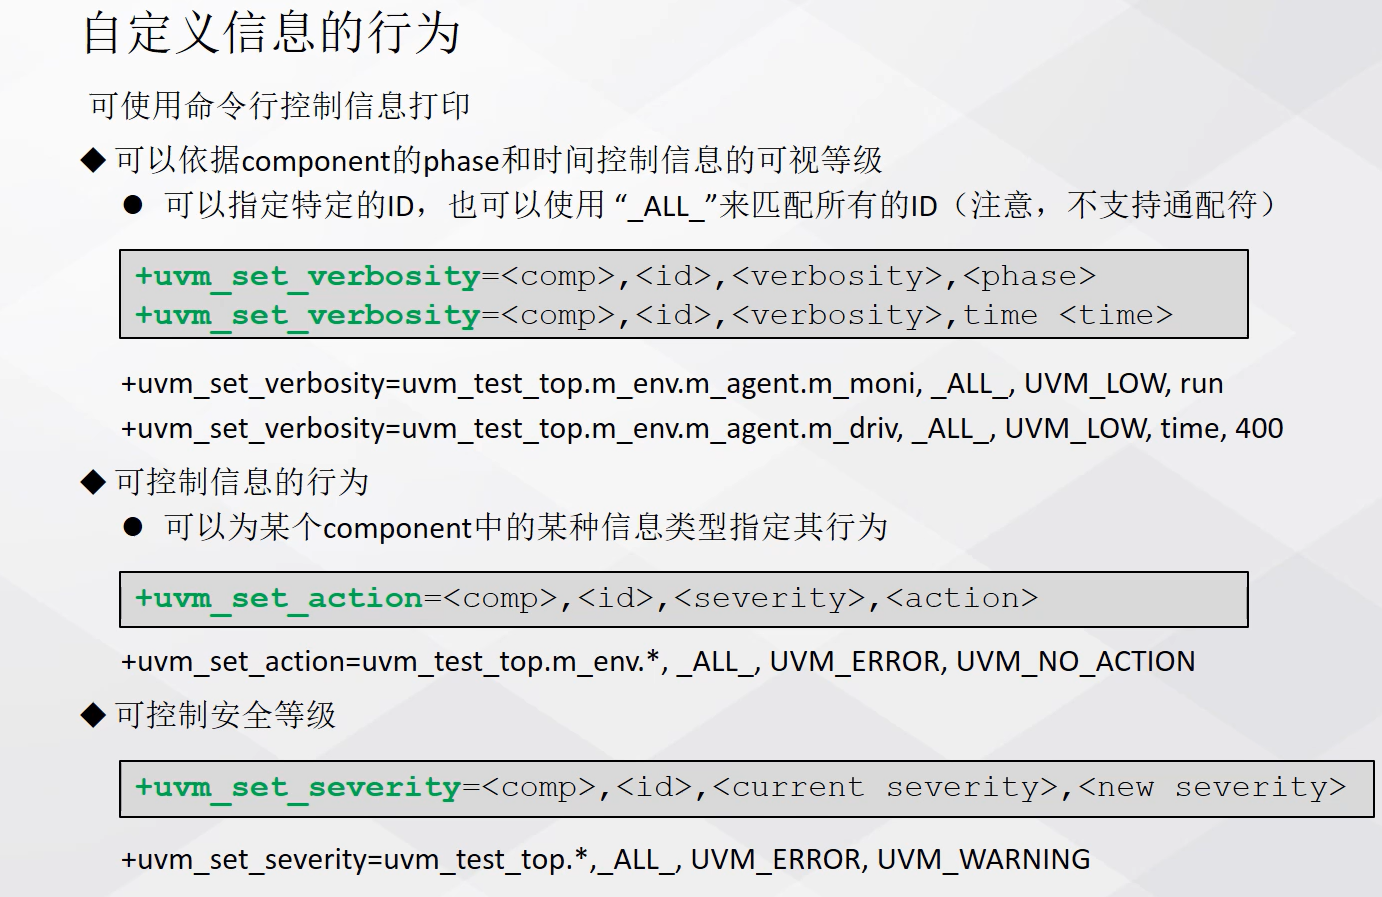 自定义信息的行为
可使用命令行控制信息打印
◆ 可以依据component的phase和时间控制信息的可视等级
● 可以指定特定的ID，也可以使用 “_ALL_”来匹配所有的ID（注意，不支持通配符）
+uvm_set_verbosity=<comp>,<id>,<verbosity>,<phase>
+uvm_set_verbosity=<comp>,<id>,<verbosity>,time <time>
+uvm_set_verbosity=uvm_test_top.m_env.m_agent.m_moni, _ALL_, UVM_LOW, run
+uvm_set_verbosity=uvm_test_top.m_env.m_agent.m_driv, _ALL_, UVM_LOW, time, 400
◆ 可控制信息的行为
● 可以为某个component中的某种信息类型指定其行为
+uvm_set_action=<comp>,<id>,<severity>,<action>
+uvm_set_action=uvm_test_top.m_env.*, _ALL_, UVM_ERROR, UVM_NO_ACTION
◆ 可控制安全等级
+uvm_set_severity=<comp>,<id>,<current severity>,<new severity>
+uvm_set_severity=uvm_test_top.*,_ALL_, UVM_ERROR, UVM_WARNING